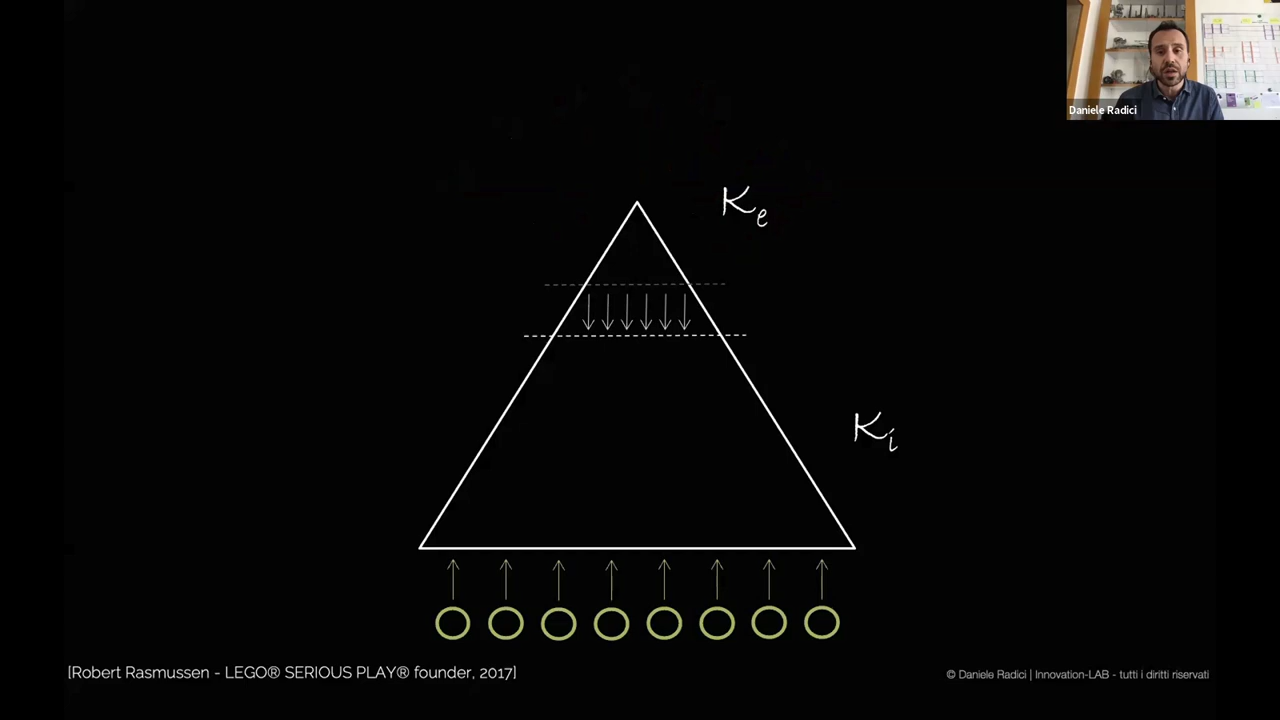 Daniele Radici
Ke
Ki
[Robert Rasmussen - LEGO® SERIOUS PLAY® founder, 2017]
© Daniele Radici | Innovation-LAB - tutti i diritti riservati